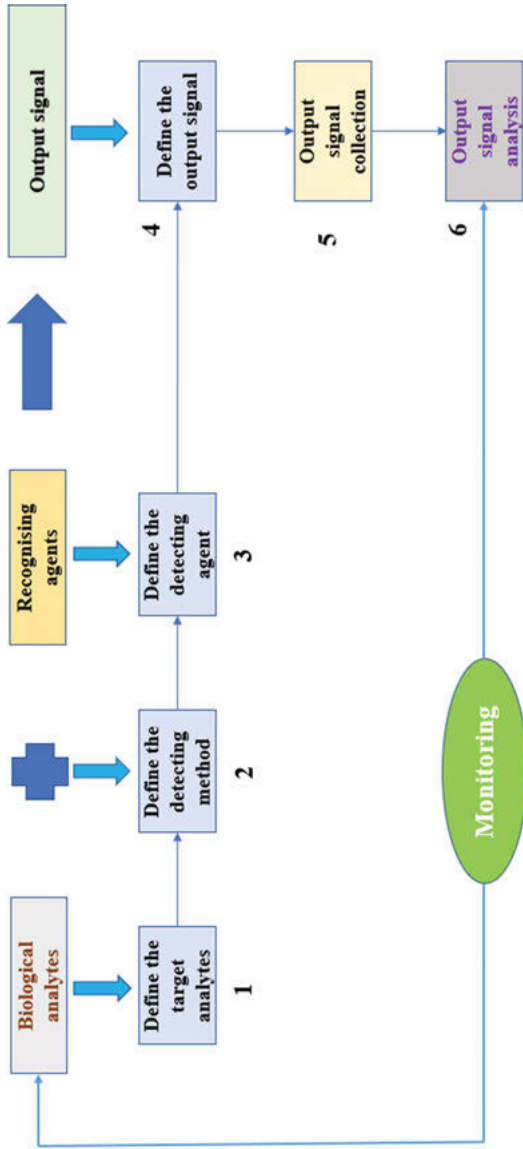 Biological
analytes
Recognising
agents
Output signal
Define the
target
analytes
Define the
detecting
method
Define the
detecting
agent
Define the
output signal
1
2
3
4
Output
signal
collection
5
Output
signal
analysis
6
Monitoring